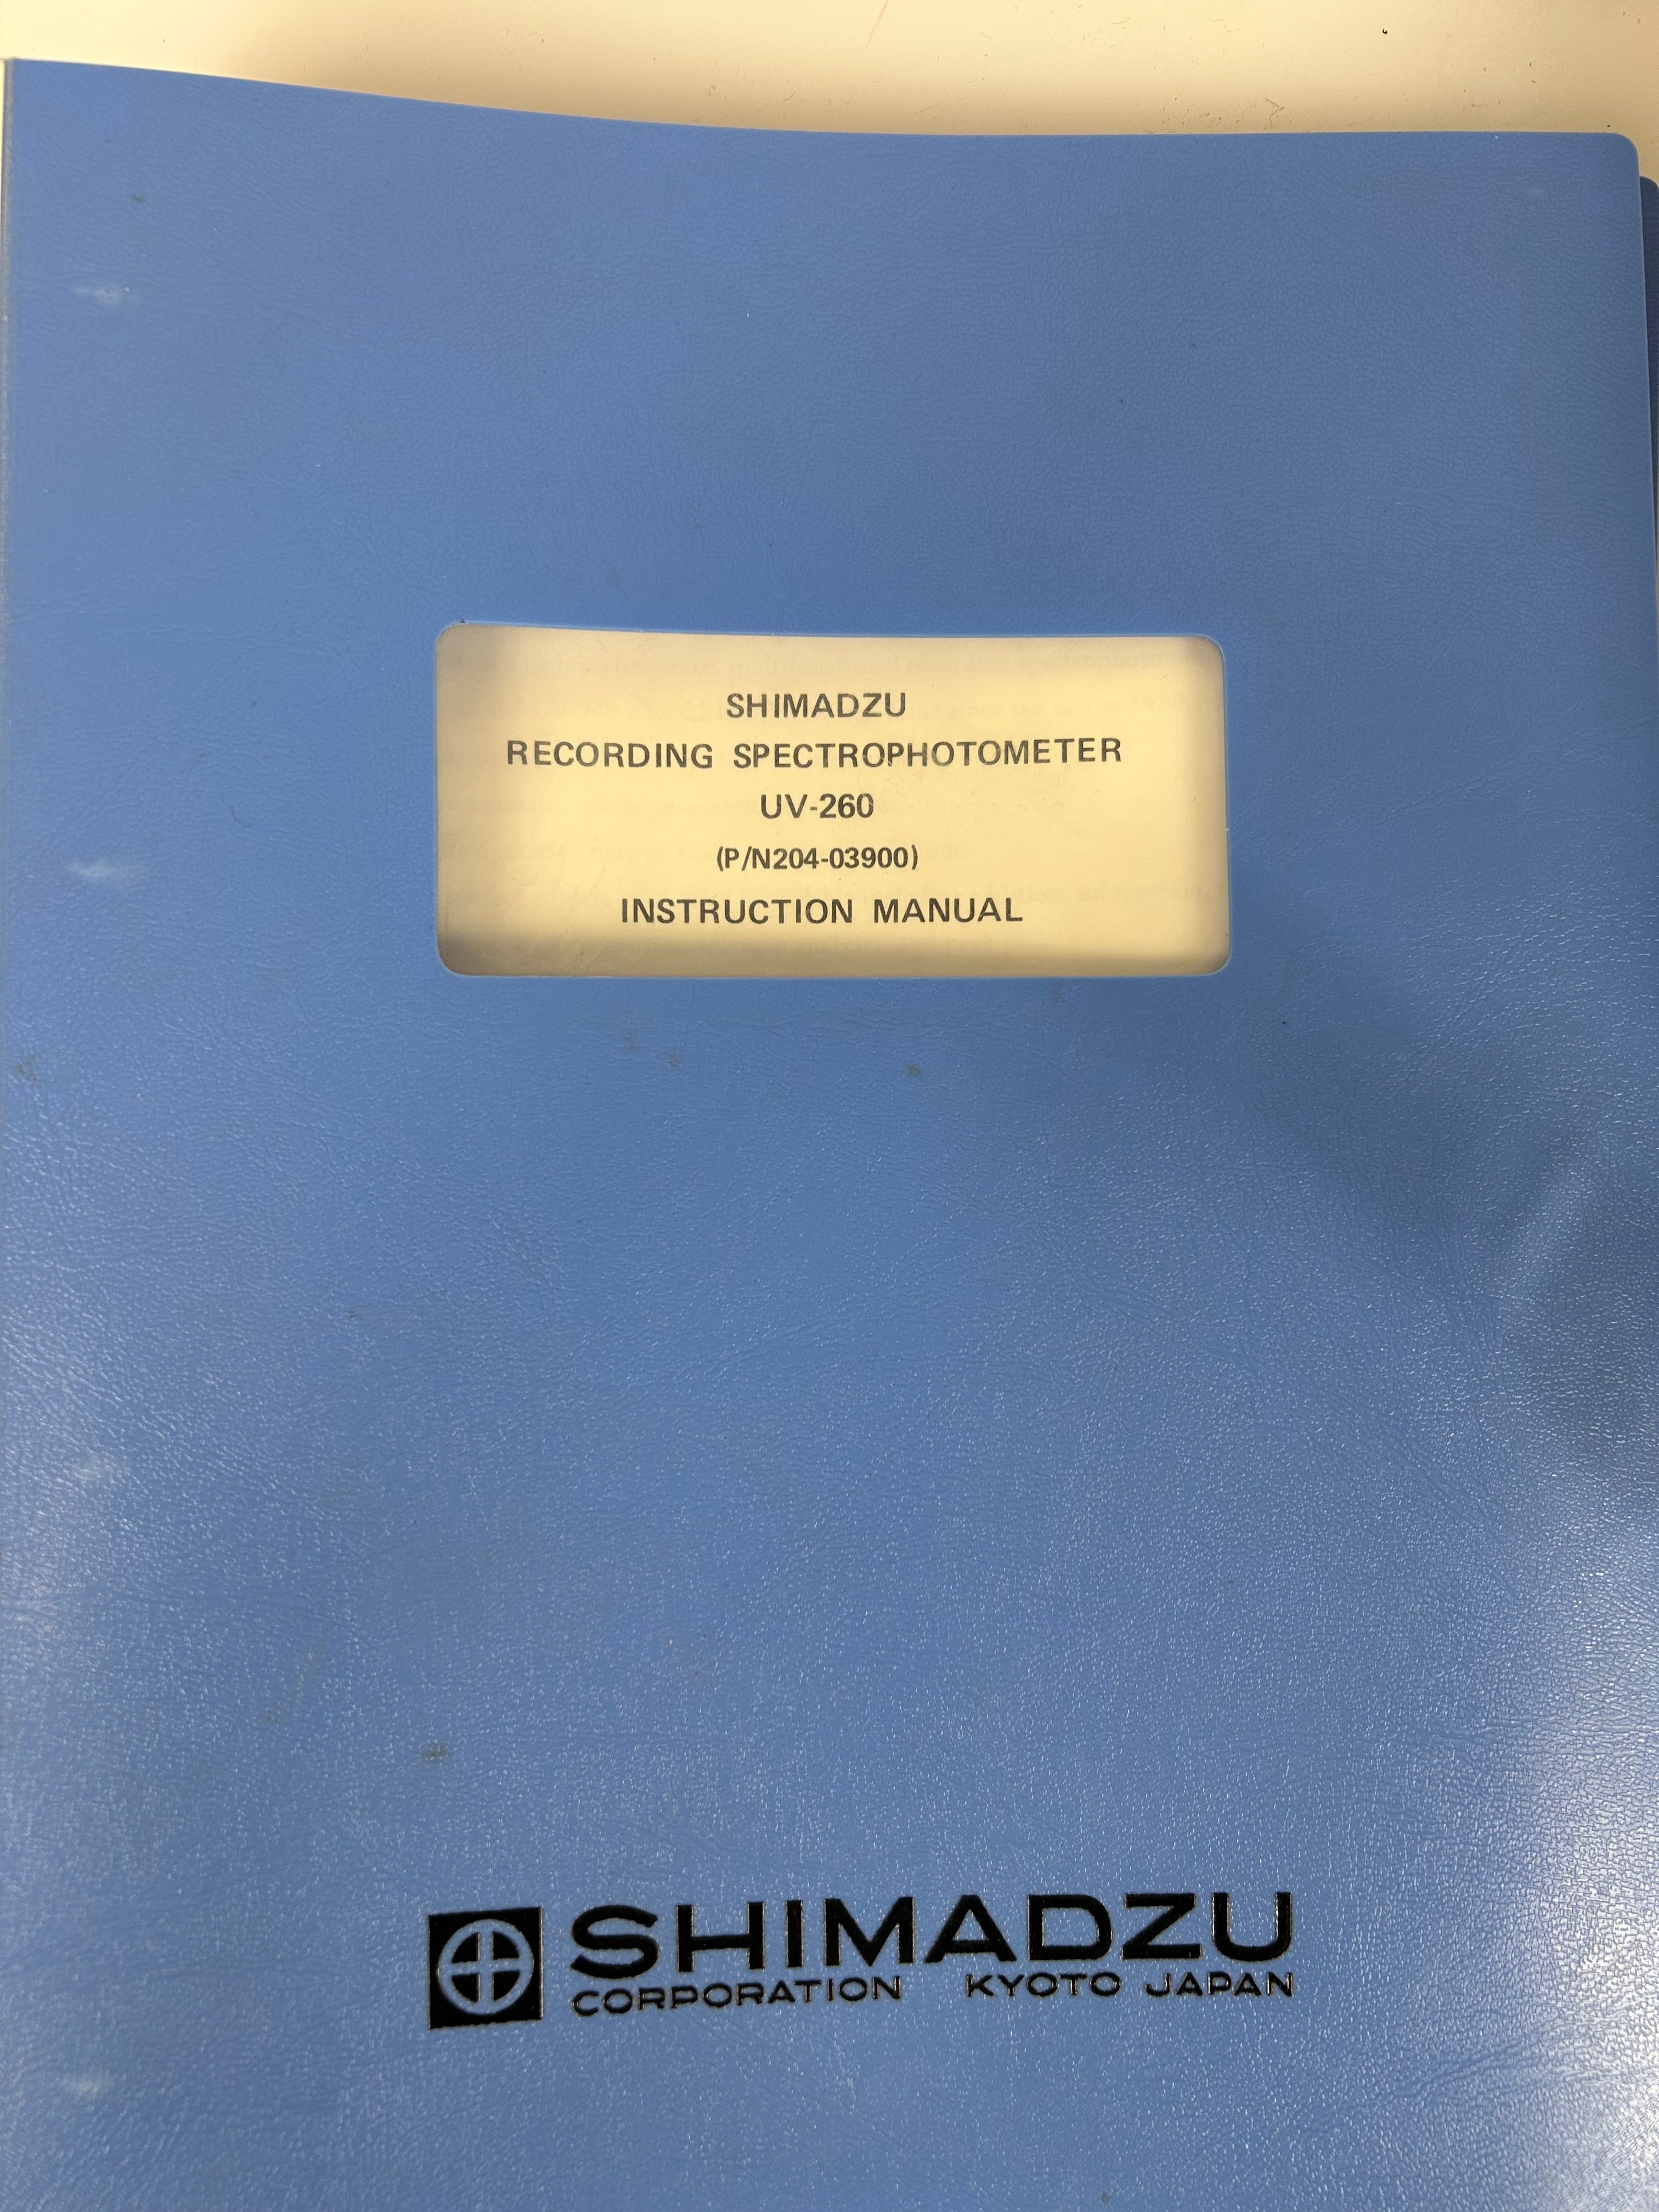 SHIMADZU
RECORDING SPECTROPHOTOMETER
UV-260
(P/N204-03900)
INSTRUCTION MANUAL
SHIMADZU
CORPORATION KYOTO JAPAN